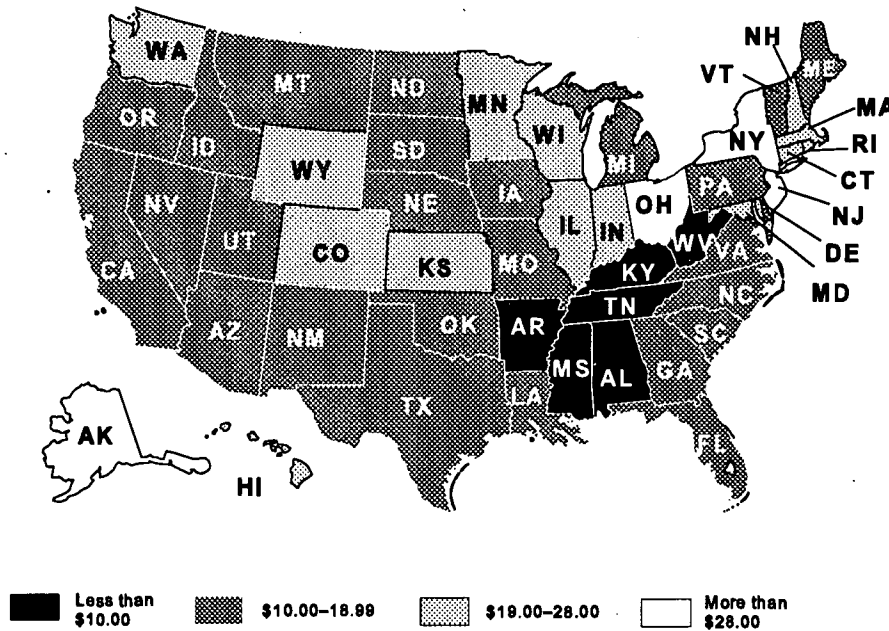 NH
WA
VT
ME
MT
ND
MN
MA
OR
ID
SD
WI
NY
RI
WY
MI
CT
IA
PA
NV
NE
OH
NJ
UT
IL
IN
CO
WV
VA
DE
KS
MO
KY
CA
MD
NC
TN
OK
AR
AZ
NM
SC
MS
AL
GA
LA
TX
FL
AK
HI
Less than
$10.00
$10.00–18.99
$19.00–28.00
More than
$28.00